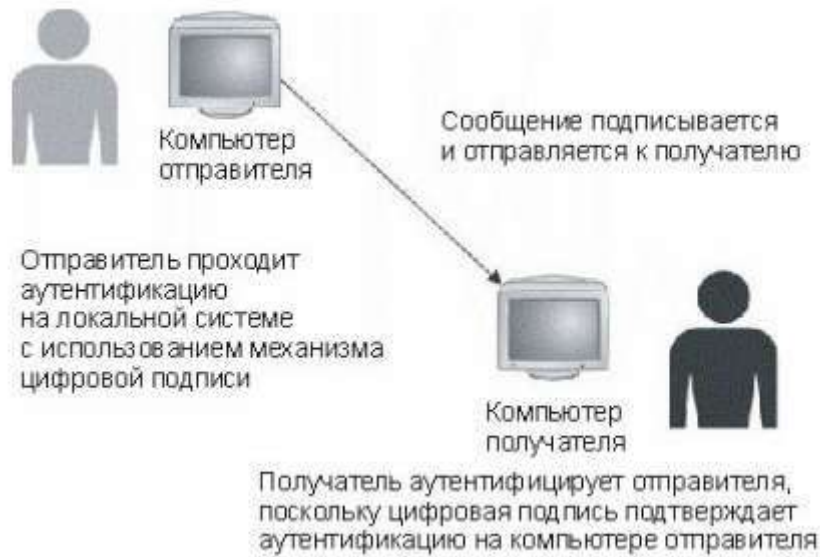 Компьютер
отправителя
Сообщение подписывается
и отправляется к получателю
Отправитель проходит
аутентификацию
на локальной системе
с использованием механизма
цифровой подписи
Компьютер
получателя
Получатель аутентифицирует отправителя,
поскольку цифровая подпись подтверждает
аутентификацию на компьютере отправителя